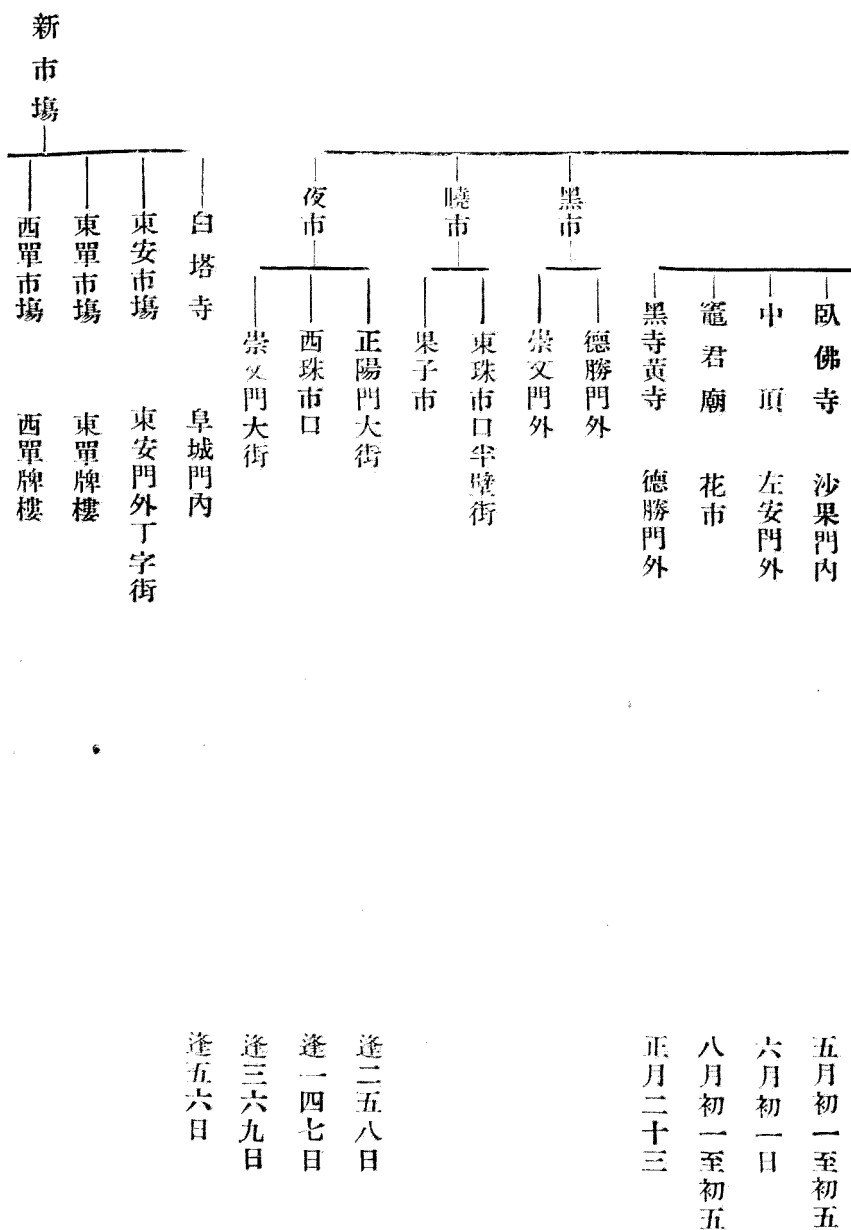 臥佛寺 沙果門內 五月初一至初五
中頂 左安門外 六月初一日
竈君廟 花市 八月初一至初五
黑寺黃寺 德勝門外 正月二十三
黑市
德勝門外
崇文門外
曉市
東珠市口半壁街
果子市
夜市
正陽門大街 逢二五八日
西珠市口 逢一四七日
崇文門大街 逢三六九日
新市塲
白塔寺 阜城門內 逢五六日
東安市塲 東安門外丁字街
東單市塲 東單牌樓
西單市塲 西單牌樓